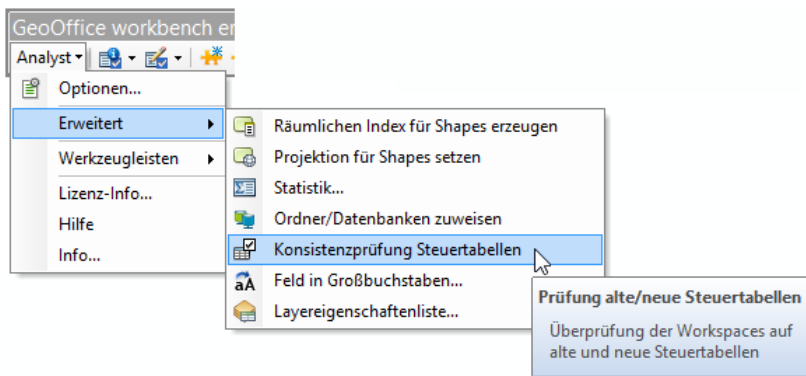 GeoOffice workbench er
Analyst
Optionen...
Erweitert
Werkzeugleisten
Lizenz-Info...
Hilfe
Info...
Räumlichen Index für Shapes erzeugen
Projektion für Shapes setzen
Statistik...
Ordner/Datenbanken zuweisen
Konsistenzprüfung Steuertabellen
Feld in Großbuchstaben...
Layereigenschaftenliste...
Prüfung alte/neue Steuertabellen
Überprüfung der Workspaces auf
alte und neue Steuertabellen